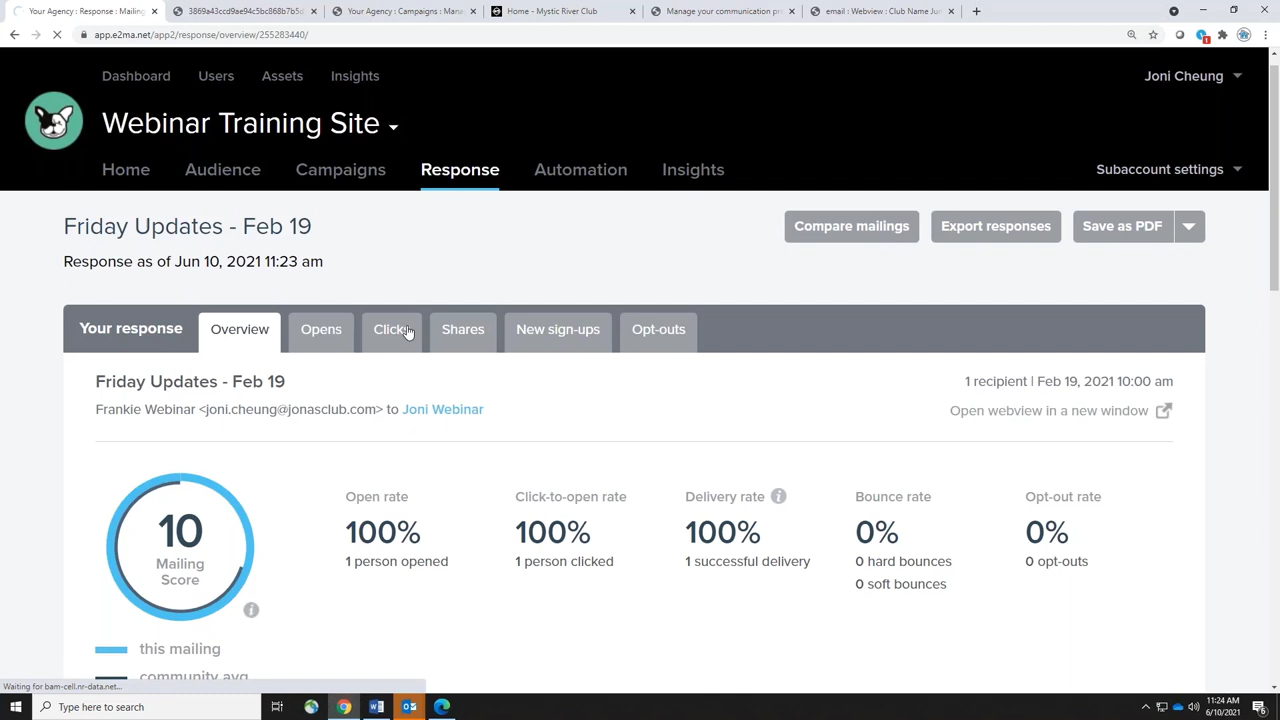 Your Agency : Response : Mailing
3869a43ccd9ae94c5bc868b7b5d
Your Agency : Campaigns : Mana
Home - Mystic River Club
Manage your communication pr
email : Webview : Club Name Jun
app.e2ma.net/app2/response/overview/255283440/
Dashboard Users Assets Insights Joni Cheung
Webinar Training Site
Home Audience Campaigns Response Automation Insights Subaccount settings
Friday Updates - Feb 19 Compare mailings Export responses Save as PDF
Response as of Jun 10, 2021 11:23 am
Your response Overview Opens Clicks Shares New sign-ups Opt-outs
Friday Updates - Feb 19 1 recipient | Feb 19, 2021 10:00 am
Frankie Webinar <joni.cheung@jonasclub.com> to Joni Webinar Open webview in a new window
Open rate Click-to-open rate Delivery rate Bounce rate Opt-out rate
10 100% 100% 100% 0% 0%
Mailing Score 1 person opened 1 person clicked 1 successful delivery 0 hard bounces 0 opt-outs
0 soft bounces
this mailing
community avg
Waiting for bam-cell.nr-data.net...
Type here to search
11:24 AM
6/10/2021